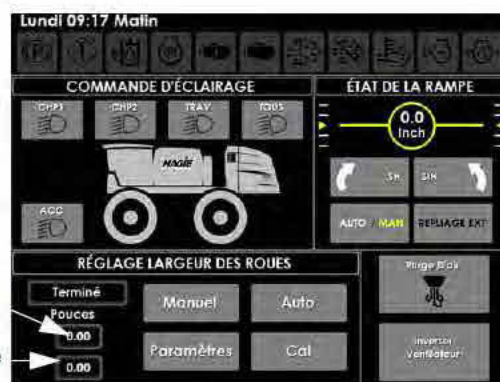 Lundi 09:17 Matin
COMMANDE D'ÉCLAIRAGE
ÉTAT DE LA RAMPE
CHP1 CHP2 TRAV TOUS
0.0
Inch
HAGIE
SH SIH
ACC
AUTO / MAN REPLIAGE EXT
RÉGLAGE LARGEUR DES ROUES
Terminé
Pouces
0.00
0.00
Manuel Auto
Paramètres Cal
Inverser
Ventilateur